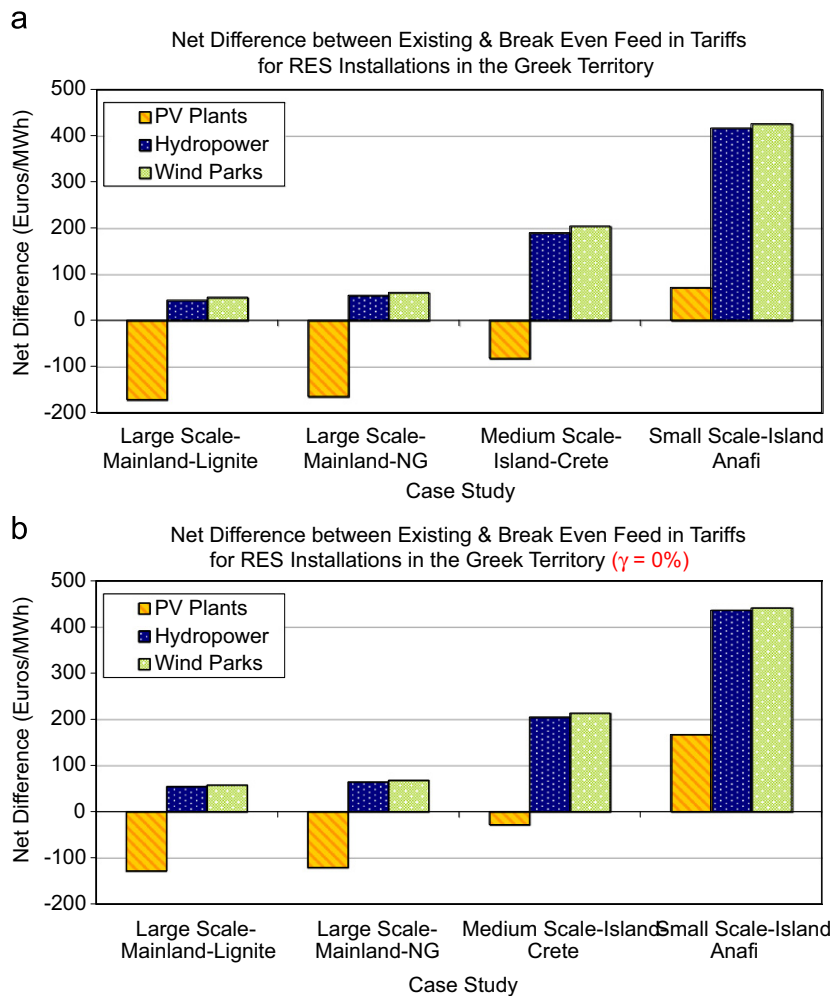 a
Net Difference between Existing & Break Even Feed in Tariffs
for RES Installations in the Greek Territory
Net Difference (Euros/MWh)
500
400
300
200
100
0
-100
-200
PV Plants
Hydropower
Wind Parks
Large Scale-
Mainland-Lignite
Large Scale-
Mainland-NG
Medium Scale-
Island-Crete
Small Scale-Island
Anafi
Case Study
b
Net Difference between Existing & Break Even Feed in Tariffs
for RES Installations in the Greek Territory (γ = 0%)
Net Difference (Euros/MWh)
500
400
300
200
100
0
-100
-200
PV Plants
Hydropower
Wind Parks
Large Scale-
Mainland-Lignite
Large Scale-
Mainland-NG
Medium Scale-Island-
Crete
Small Scale-Island
Anafi
Case Study